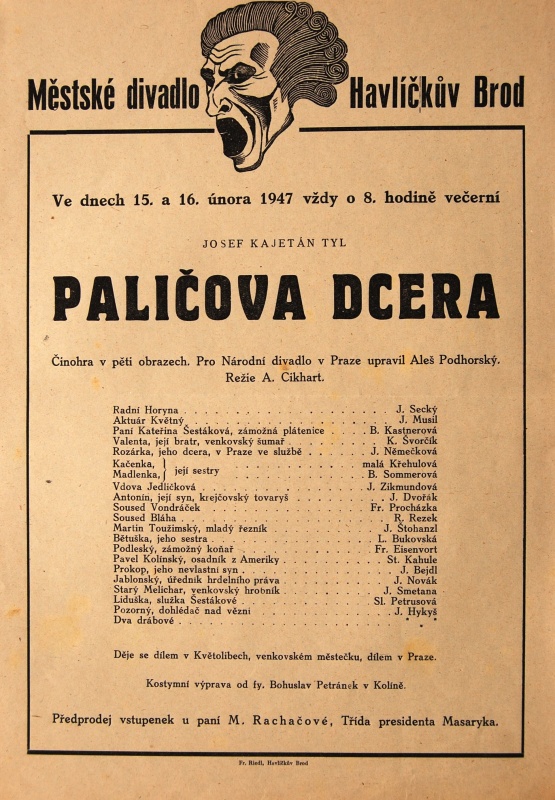 Městské divadlo Havlíčkův Brod
Ve dnech 15. a 16. února 1947 vždy o 8. hodině večerní
JOSEF KAJETÁN TYL
PALIČOVA DCERA
Činohra v pěti obrazech. Pro Národní divadlo v Praze upravil Aleš Podhorský.
Režie A. Cikhart.
Radní Horyna . . . . . . . . . . . . . . . . . . . . J. Secký
Aktuár Květný . . . . . . . . . . . . . . . . . . . . J. Musil
Paní Kateřina Šestáková, zámožná plátenice . . . . . B. Kastnerová
Valenta, její bratr, venkovský šumař . . . . . . . . . K. Švorčík
Rozárka, jeho dcera, v Praze ve službě . . . . . . . J. Němečková
Kačenka, } její sestry . . . . . . . . . . . . malá Křehulová
Madlenka, } . . . . . . . . . . . . B. Sommerová
Vdova Jedličková . . . . . . . . . . . . . . . . J. Zikmundová
Antonín, její syn, krejčovský tovaryš . . . . . . . . . J. Dvořák
Soused Vondráček . . . . . . . . . . . . . . . . Fr. Procházka
Soused Bláha . . . . . . . . . . . . . . . . . . . . R. Rezek
Martin Toužimský, mladý řezník . . . . . . . . . . . J. Štohanzl
Bětuška, jeho sestra . . . . . . . . . . . . . . . . L. Bukovská
Podleský, zámožný koňař . . . . . . . . . . . . . Fr. Eisenvort
Pavel Kolínský, osadník z Ameriky . . . . . . . . . . St. Kahule
Prokop, jeho nevlastní syn . . . . . . . . . . . . . . . J. Bejdl
Jablonský, úředník hrdelního práva . . . . . . . . . . J. Novák
Starý Melichar, venkovský hrobník . . . . . . . . . . J. Smetana
Liduška, služka Šestákové . . . . . . . . . . . . Sl. Petrusová
Pozorný, dohlédač nad vězni . . . . . . . . . . . . . . J. Hykyš
Dva drábové . . . . . . . . . . . . . . . . . . . . * * *
Děje se dílem v Květolibech, venkovském městečku, dílem v Praze.
Kostymní výprava od fy. Bohuslav Petránek v Kolíně.
Předprodej vstupenek u paní M. Rachačové, Třída presidenta Masaryka.
Fr. Riedl, Havlíčkův Brod